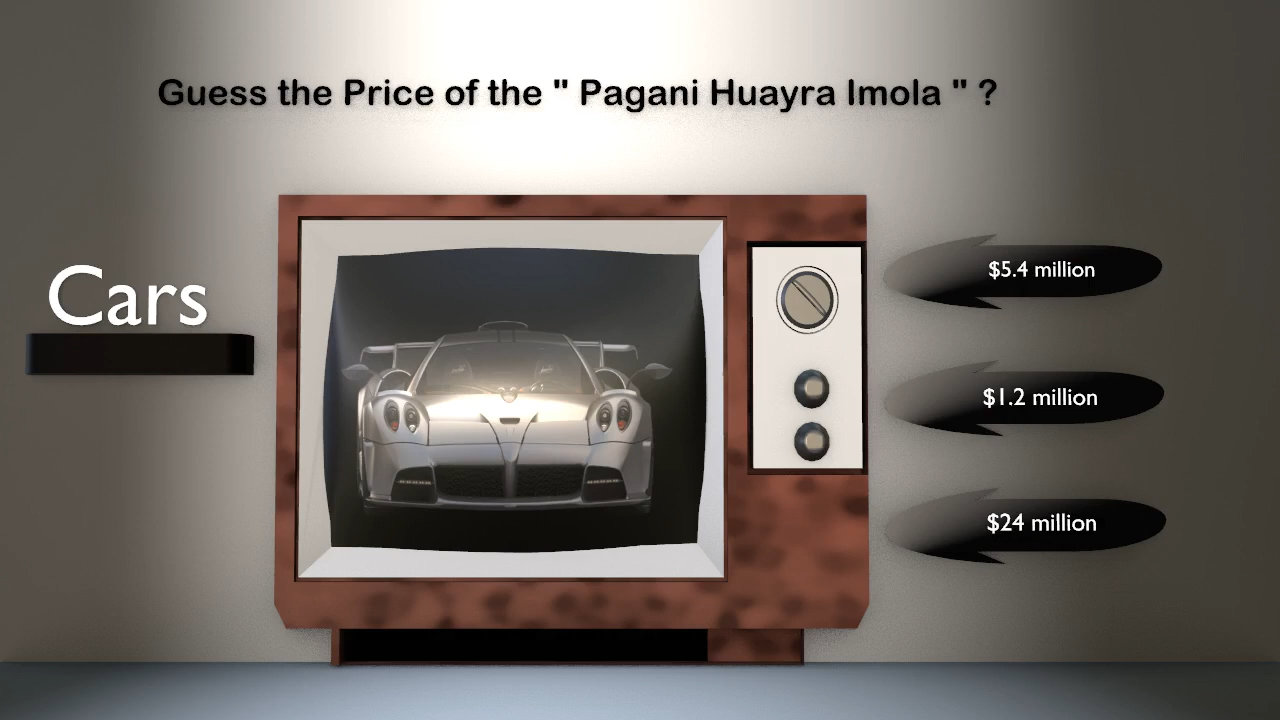 Guess the Price of the " Pagani Huayra Imola " ?
Cars
$5.4 million
$1.2 million
$24 million